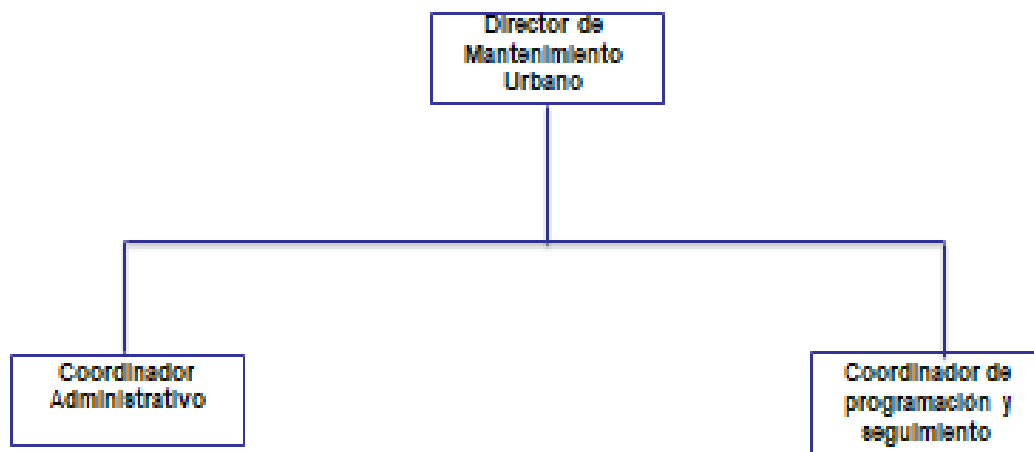 Director de
Mantenimiento
Urbano
Coordinador
Administrativo
Coordinador de
programación y
seguimiento